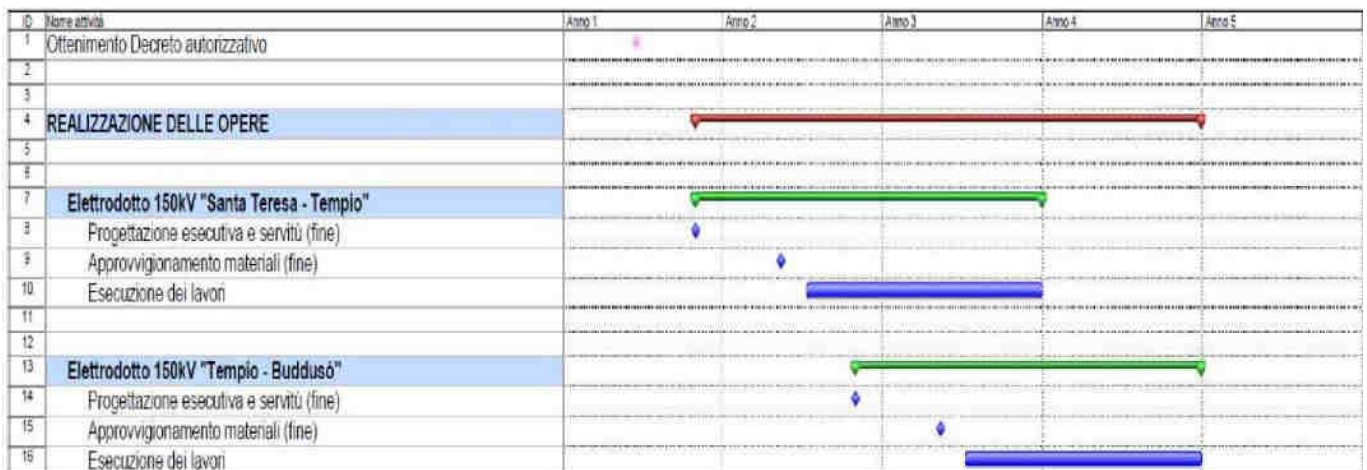 ID Nome attività Anno 1 Anno 2 Anno 3 Anno 4 Anno 5
1 Ottenimento Decreto autorizzativo
2
3
4 REALIZZAZIONE DELLE OPERE
5
6
7 Elettrodotto 150kV "Santa Teresa - Tempio"
8 Progettazione esecutiva e servitù (fine)
9 Approvvigionamento materiali (fine)
10 Esecuzione dei lavori
11
12
13 Elettrodotto 150kV "Tempio - Buddusò"
14 Progettazione esecutiva e servitù (fine)
15 Approvvigionamento materiali (fine)
16 Esecuzione dei lavori